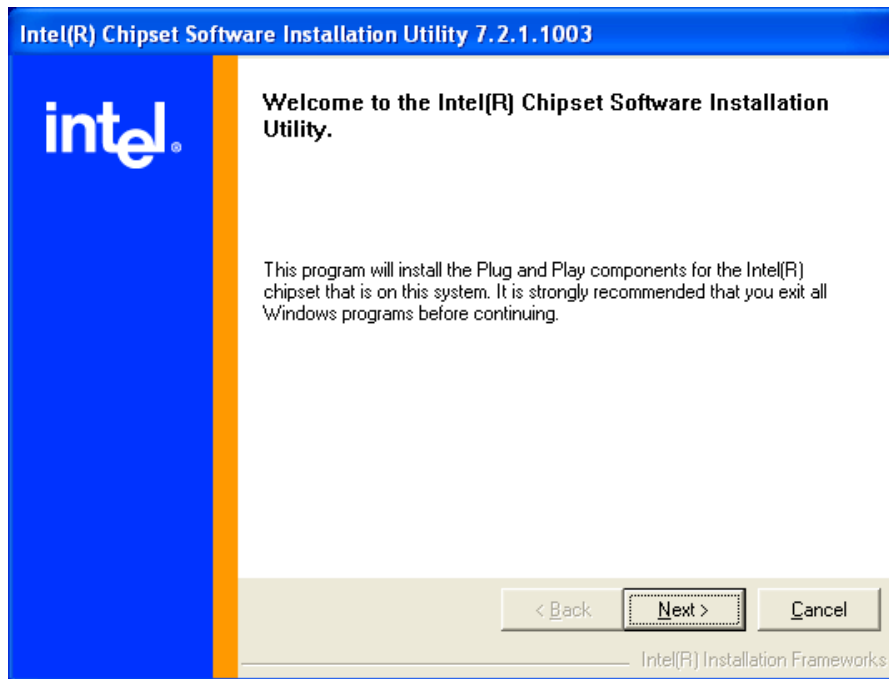 Intel(R) Chipset Software Installation Utility 7.2.1.1003
intel®
Welcome to the Intel(R) Chipset Software Installation
Utility.
This program will install the Plug and Play components for the Intel(R)
chipset that is on this system. It is strongly recommended that you exit all
Windows programs before continuing.
< Back Next > Cancel
Intel(R) Installation Frameworks